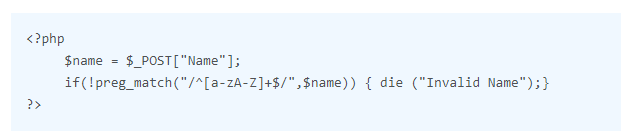 <?php
     $name = $_POST["Name"];
     if(!preg_match("/^[a-zA-Z]+$/",$name)) { die ("Invalid Name");}
?>